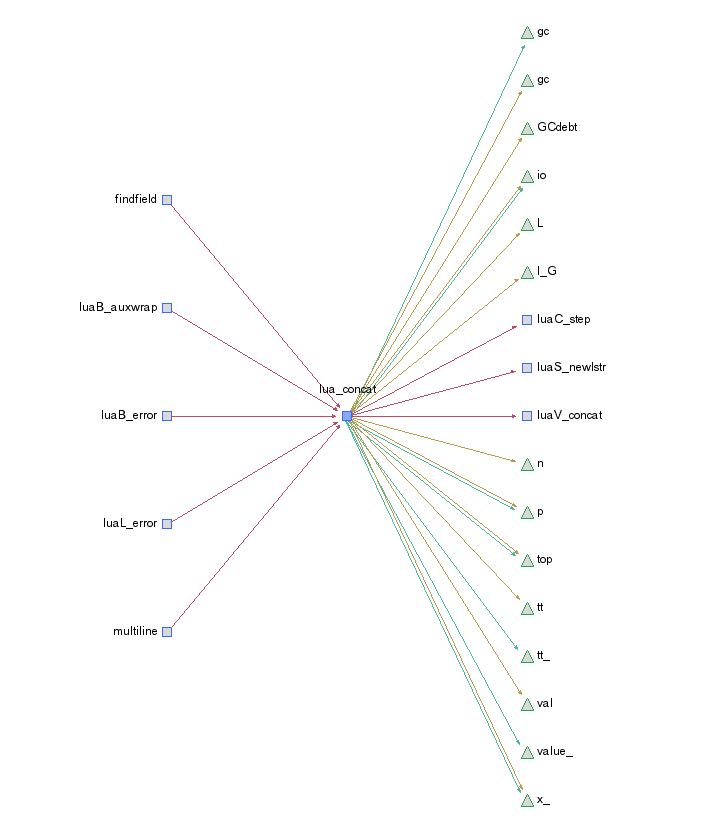 gc
gc
GCdebt
io
findfield
L
l_G
luaB_auxwrap
luaC_step
luaS_newlstr
lua_concat
luaB_error
luaV_concat
n
p
luaL_error
top
tt
multiline
tt_
val
value_
x_